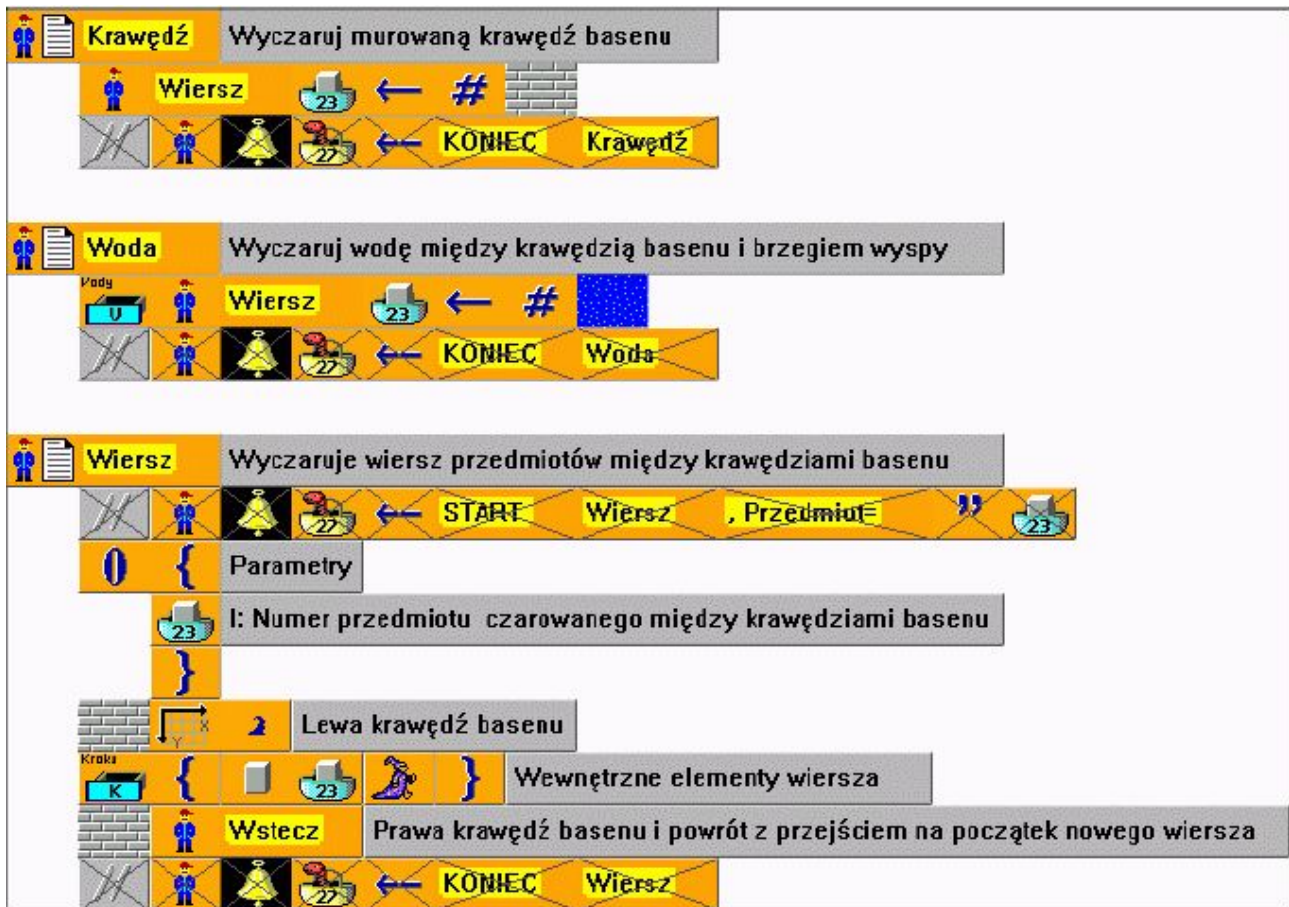 Krawędź Wyczaruj murowaną krawędź basenu
Wiersz 23 ← #
27 ← KONIEC Krawędź
Woda Wyczaruj wodę między krawędzią basenu i brzegiem wyspy
V Wiersz 23 ← #
27 ← KONIEC Woda
Wiersz Wyczaruje wiersz przedmiotów między krawędziami basenu
27 ← START Wiersz , Przedmiot= ” 23
{ Parametry
23 I: Numer przedmiotu czarowanego między krawędziami basenu
}
X Y Lewa krawędź basenu
Kroki K { 23 } Wewnętrzne elementy wiersza
Wstecz Prawa krawędź basenu i powrót z przejściem na początek nowego wiersza
27 ← KONIEC Wiersz